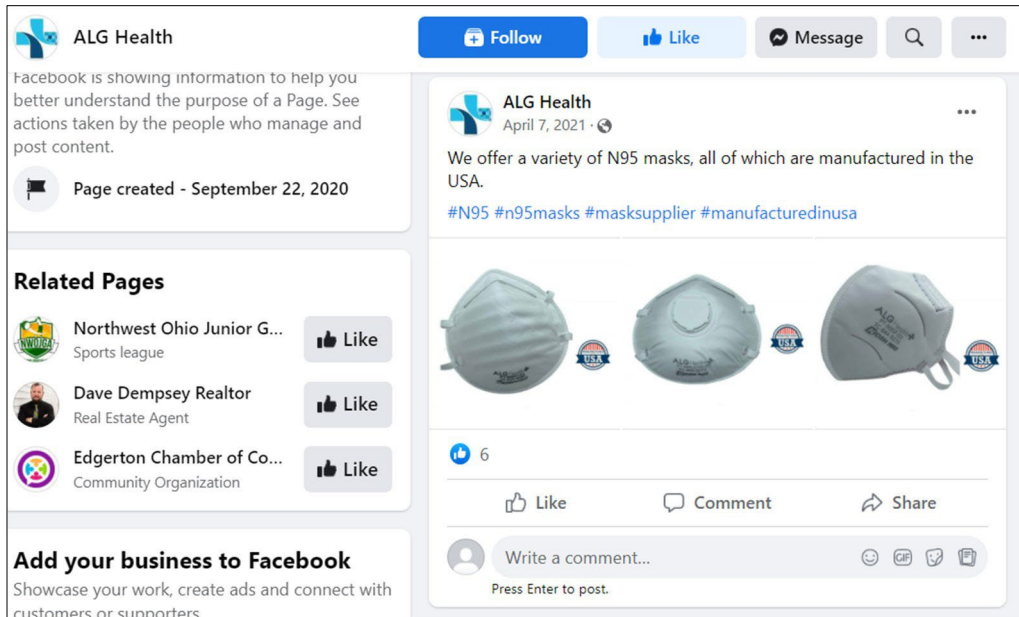 ALG Health
Follow
Like
Message
Facebook is showing information to help you
better understand the purpose of a Page. See
actions taken by the people who manage and
post content.
Page created - September 22, 2020
Related Pages
Northwest Ohio Junior G...
Sports league
Like
Dave Dempsey Realtor
Real Estate Agent
Like
Edgerton Chamber of Co...
Community Organization
Like
Add your business to Facebook
Showcase your work, create ads and connect with
customers or supporters.
ALG Health
April 7, 2021 ·
We offer a variety of N95 masks, all of which are manufactured in the
USA.
#N95 #n95masks #masksupplier #manufacturedinusa
ALG
USA
ALG
USA
ALG
USA
6
Like
Comment
Share
Write a comment...
GIF
Press Enter to post.